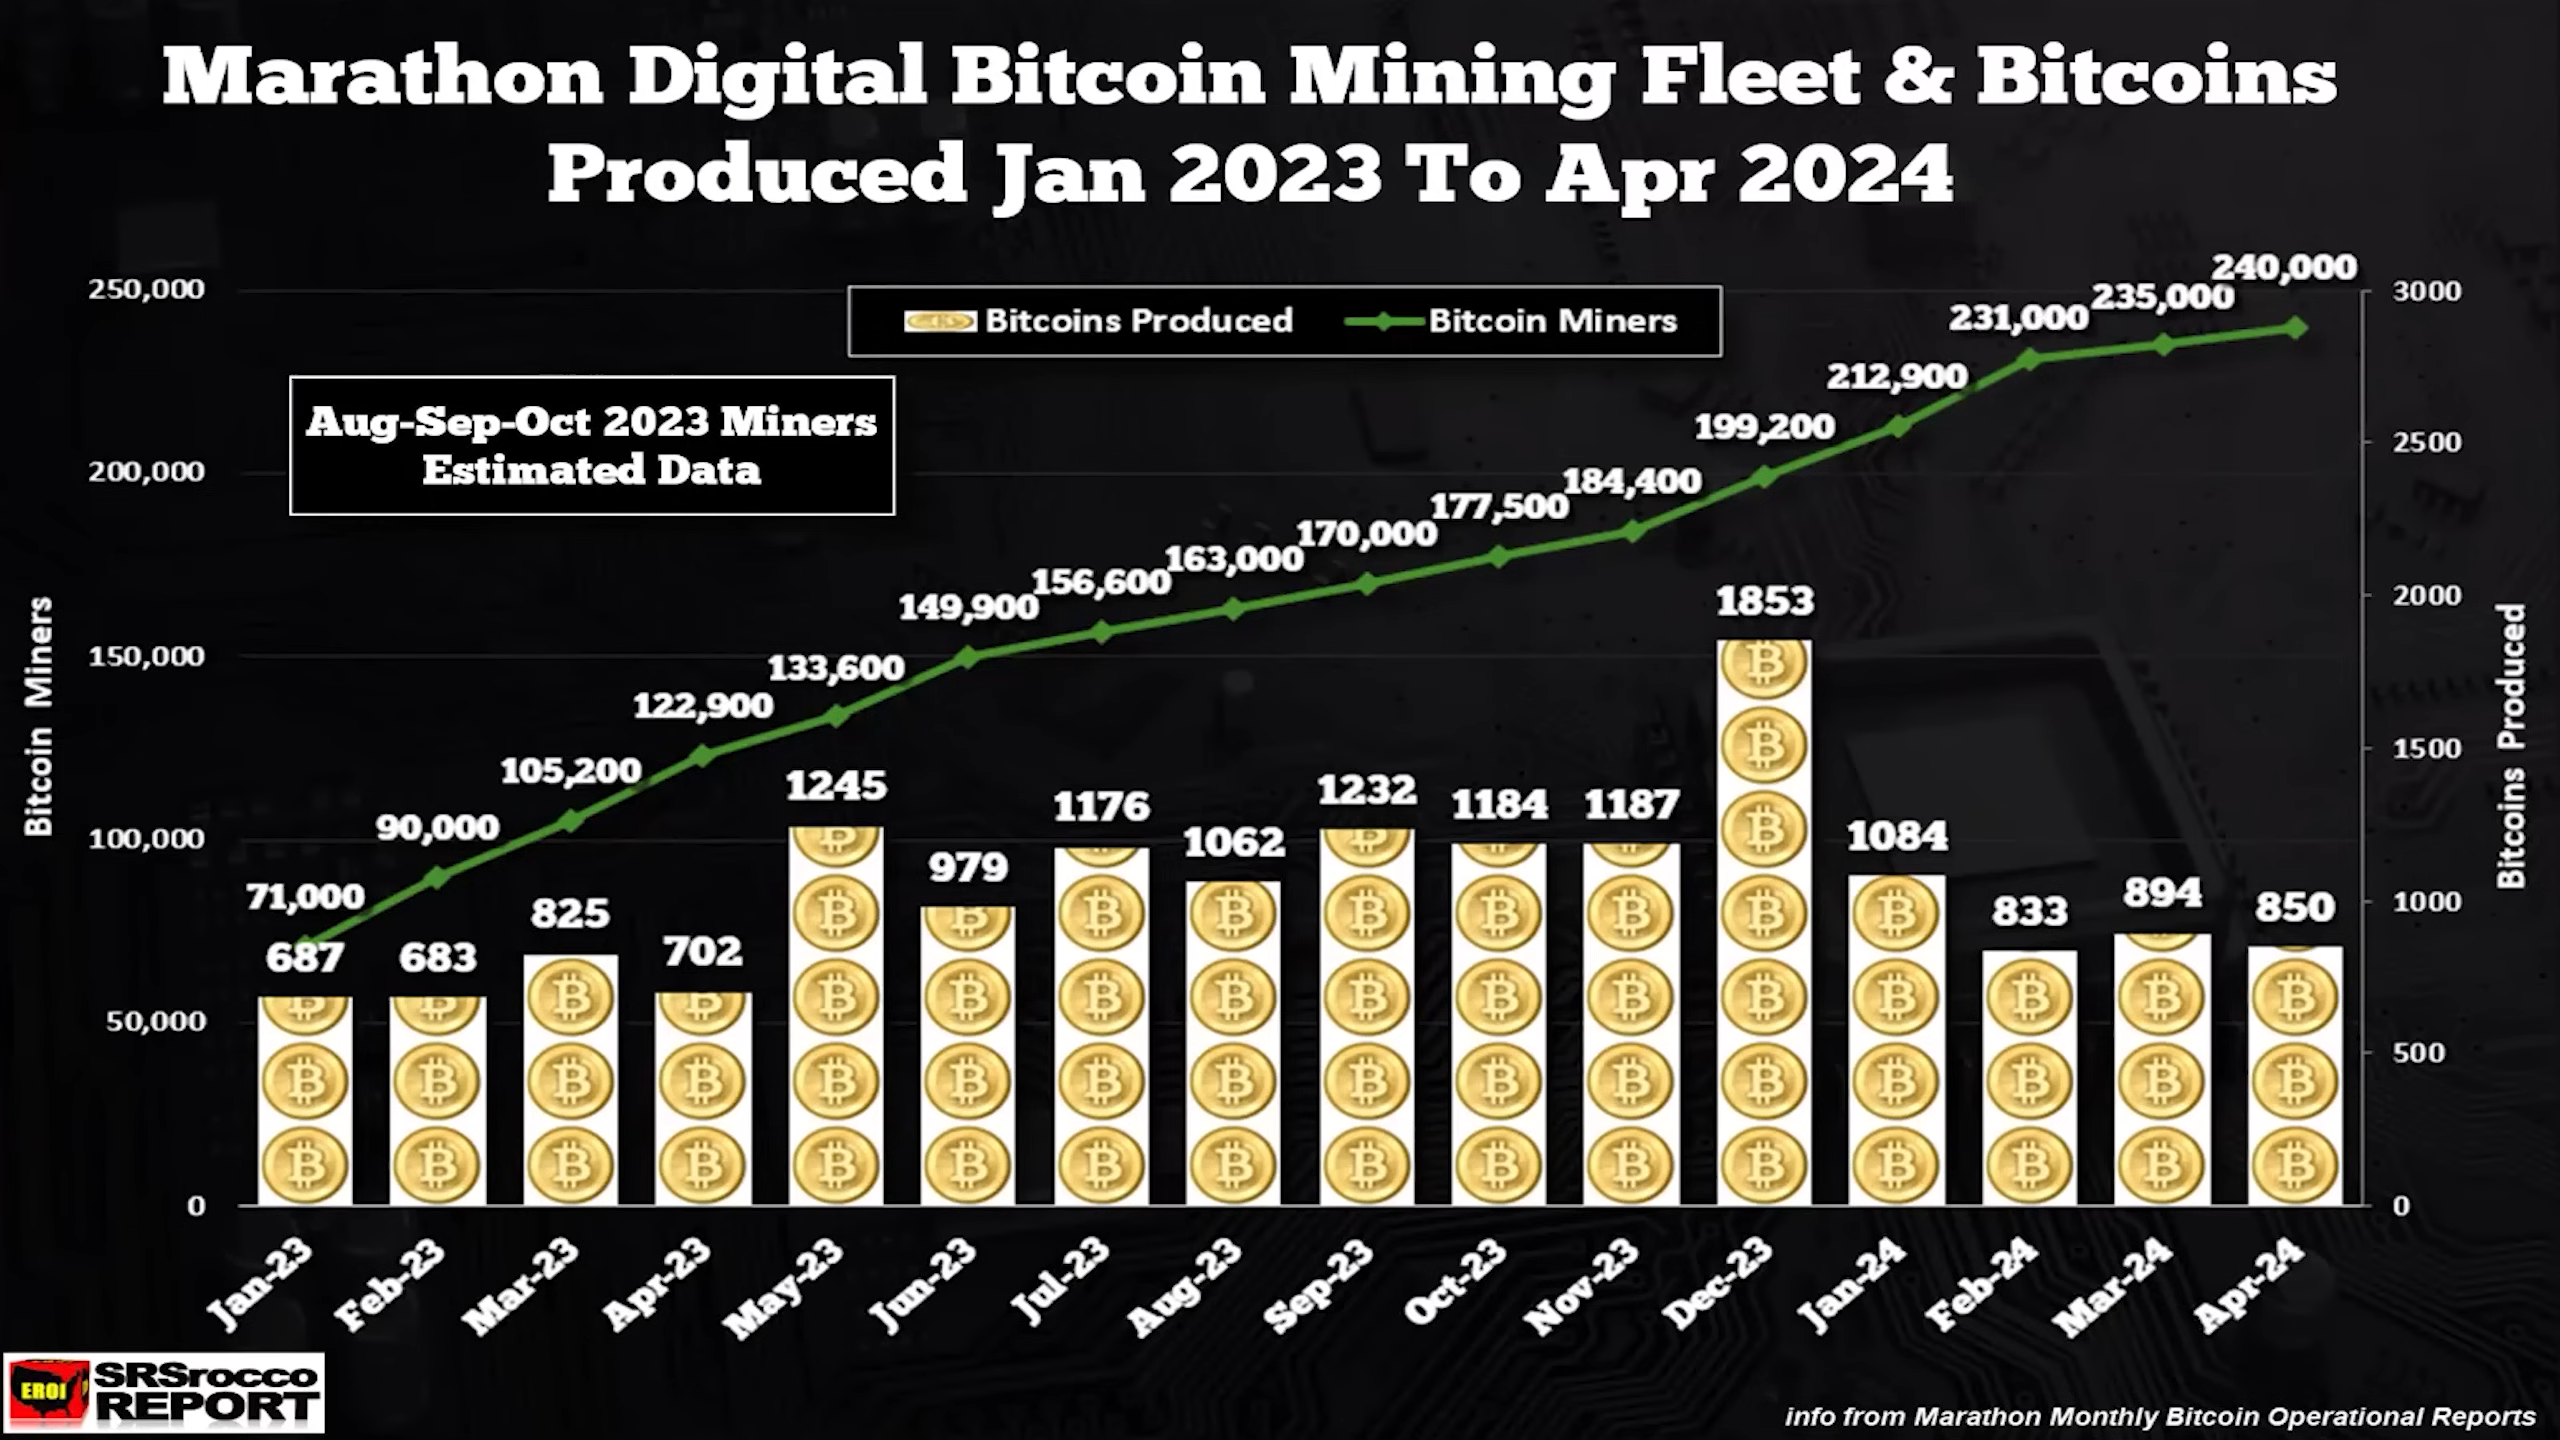 Marathon Digital Bitcoin Mining Fleet & Bitcoins
Produced Jan 2023 To Apr 2024
Bitcoins Produced
Bitcoin Miners
Aug-Sep-Oct 2023 Miners
Estimated Data
Bitcoin Miners
250,000
200,000
150,000
100,000
50,000
0
71,000
90,000
105,200
122,900
133,600
149,900
156,600
163,000
170,000
177,500
184,400
199,200
212,900
231,000
235,000
240,000
687
683
825
702
1245
979
1176
1062
1232
1184
1187
1853
1084
833
894
850
3000
2500
2000
1500
1000
500
0
Bitcoins Produced
Jan-23
Feb-23
Mar-23
Apr-23
May-23
Jun-23
Jul-23
Aug-23
Sep-23
Oct-23
Nov-23
Dec-23
Jan-24
Feb-24
Mar-24
Apr-24
EROI
SRSrocco
REPORT
info from Marathon Monthly Bitcoin Operational Reports